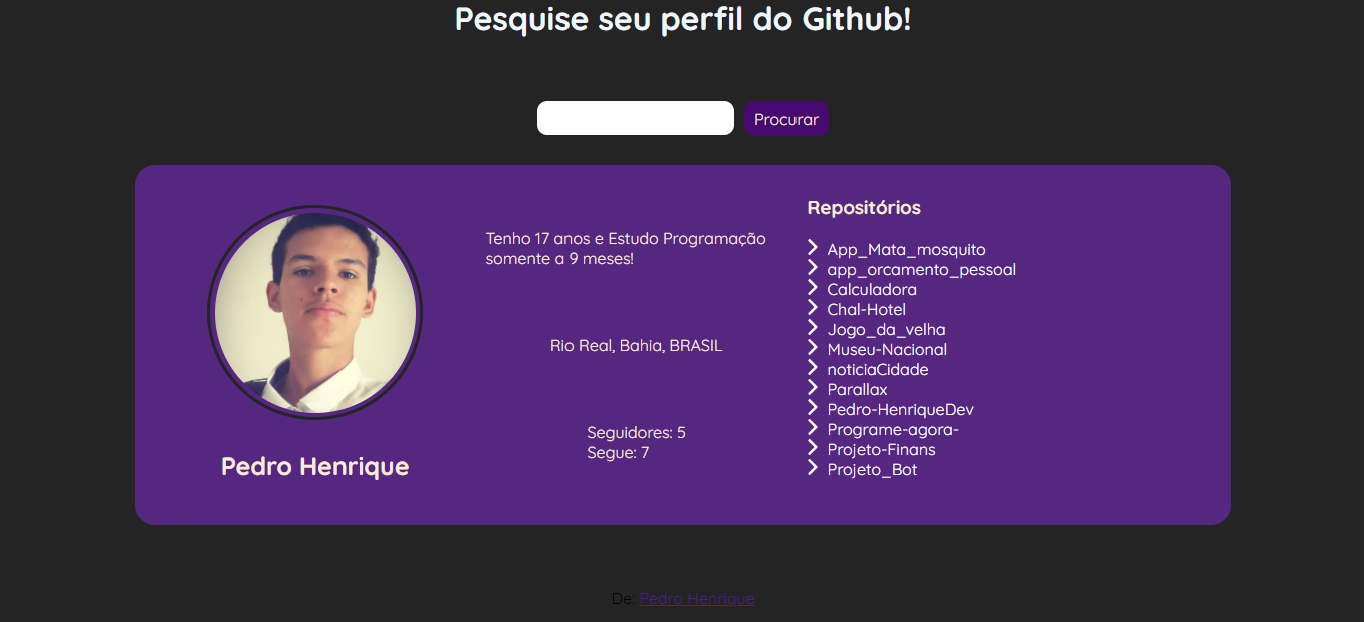 Pesquise seu perfil do Github!
Procurar
Pedro Henrique
Tenho 17 anos e Estudo Programação
somente a 9 meses!
Rio Real, Bahia, BRASIL
Seguidores: 5
Segue: 7
Repositórios
App_Mata_mosquito
app_orcamento_pessoal
Calculadora
Chal-Hotel
Jogo_da_velha
Museu-Nacional
noticiaCidade
Parallax
Pedro-HenriqueDev
Programe-agora-
Projeto-Finans
Projeto_Bot
De: Pedro Henrique